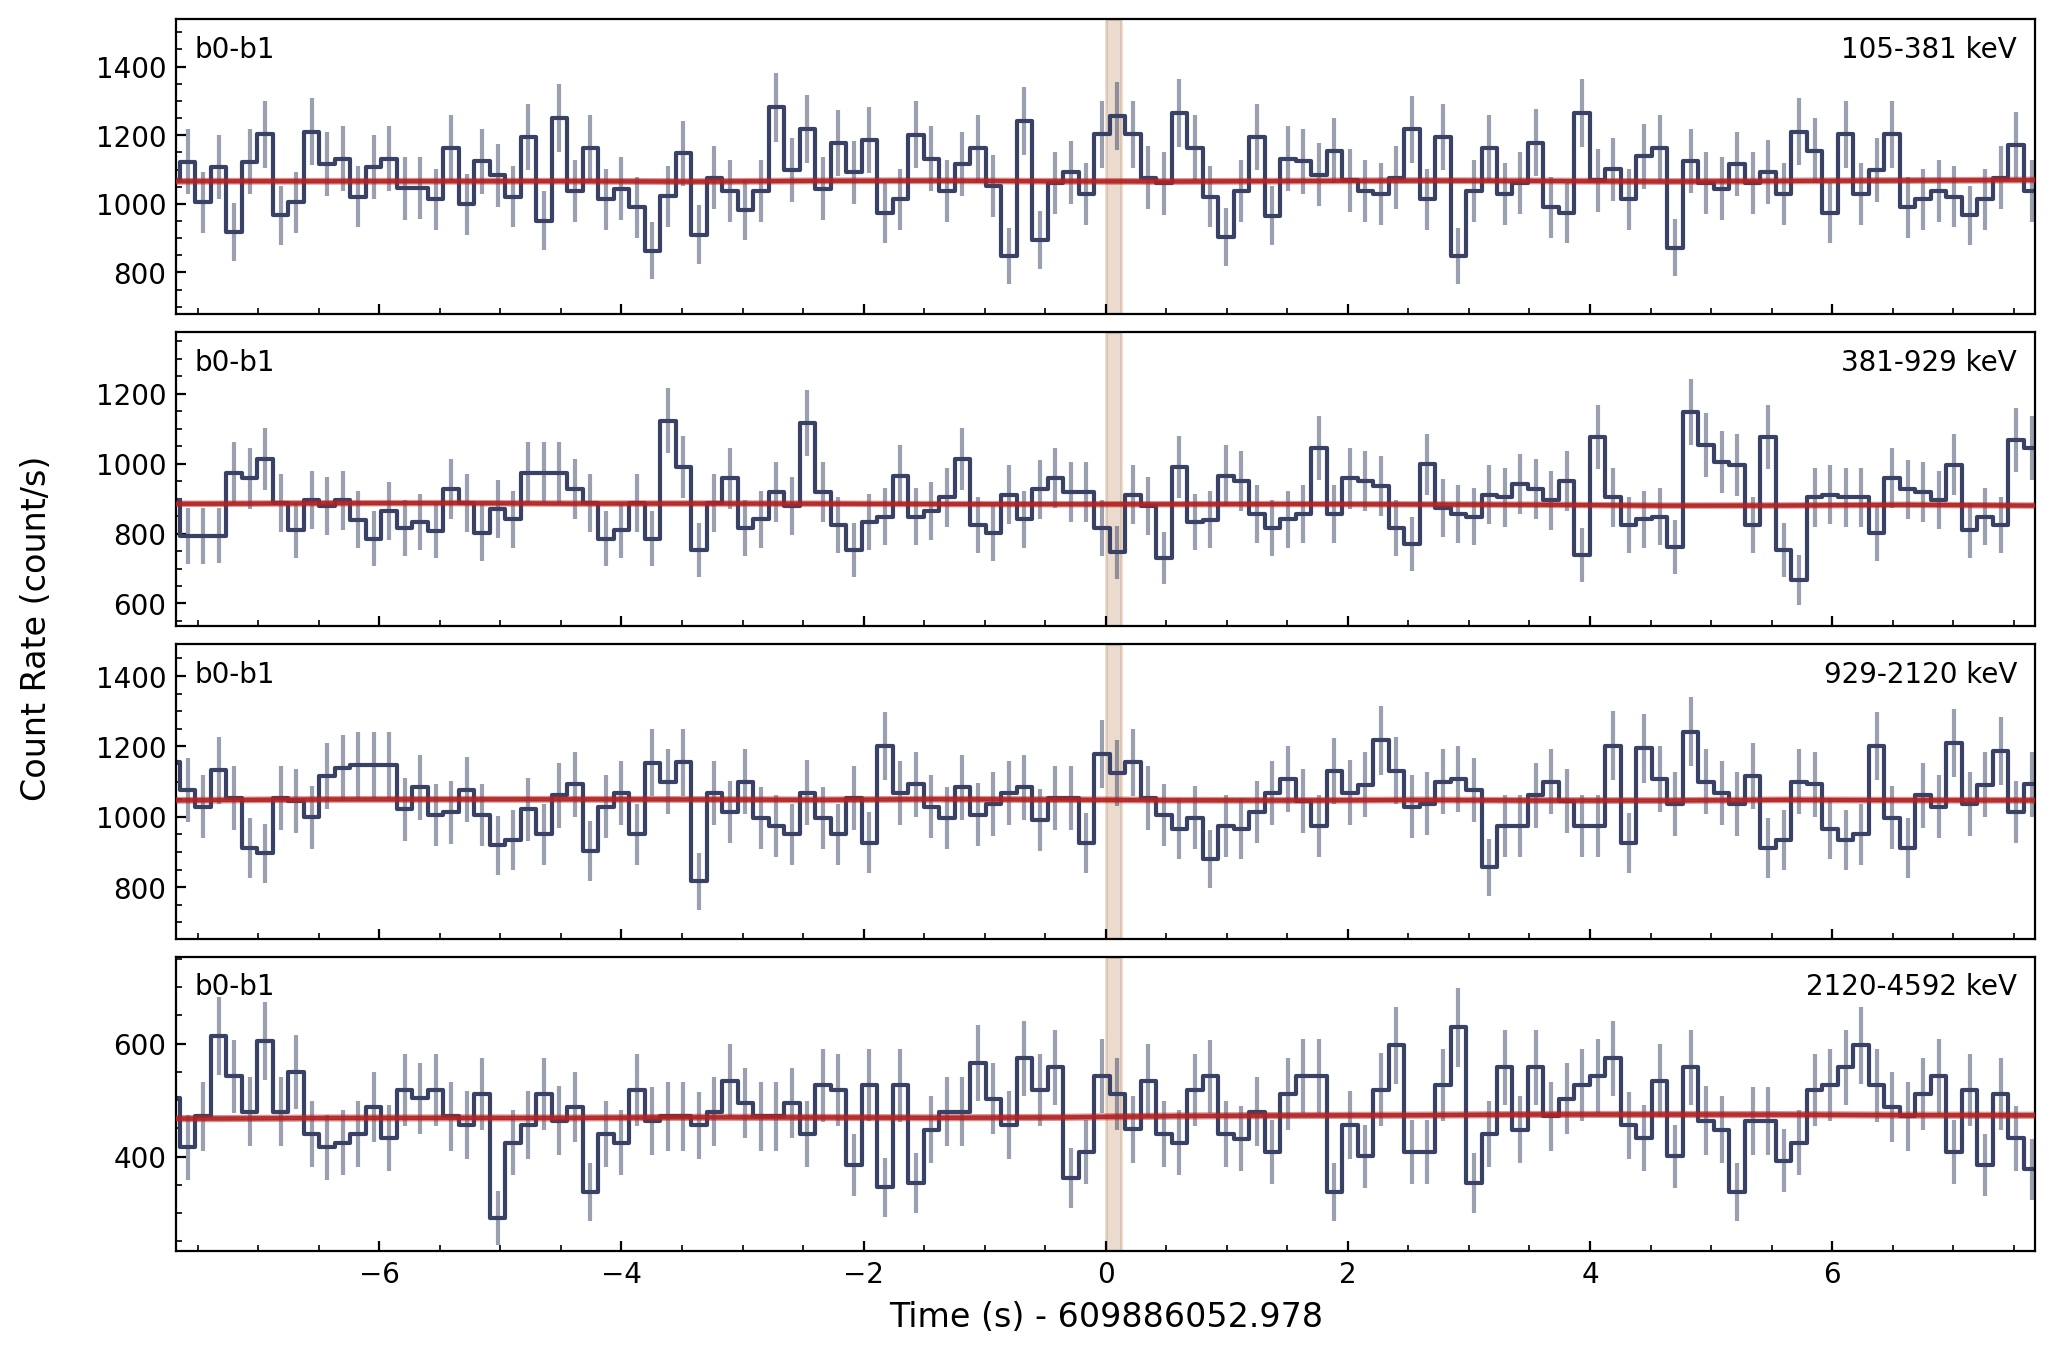 b0-b1 105-381 keV
1400
1200
1000
800
b0-b1 381-929 keV
1200
1000
800
600
b0-b1 929-2120 keV
1400
1200
1000
800
b0-b1 2120-4592 keV
600
400
−6 −4 −2 0 2 4 6
Count Rate (count/s)
Time (s) - 609886052.978